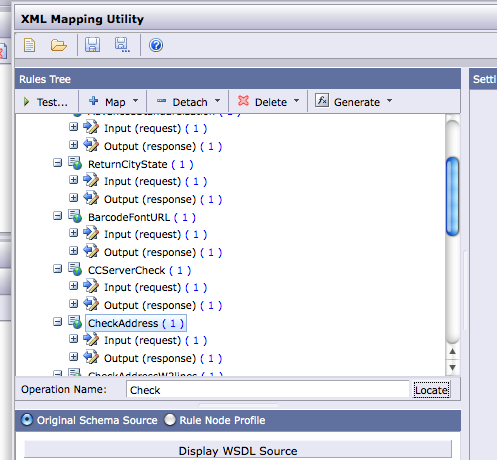 XML Mapping Utility
Rules Tree
Setti
Test...
Map
Detach
Delete
Generate
Input (request) ( 1 )
Output (response) ( 1 )
ReturnCityState ( 1 )
Input (request) ( 1 )
Output (response) ( 1 )
BarcodeFontURL ( 1 )
Input (request) ( 1 )
Output (response) ( 1 )
CCServerCheck ( 1 )
Input (request) ( 1 )
Output (response) ( 1 )
CheckAddress ( 1 )
Input (request) ( 1 )
Output (response) ( 1 )
CheckAddressW2lines ( 1 )
Operation Name: Check Locate
Original Schema Source Rule Node Profile
Display WSDL Source